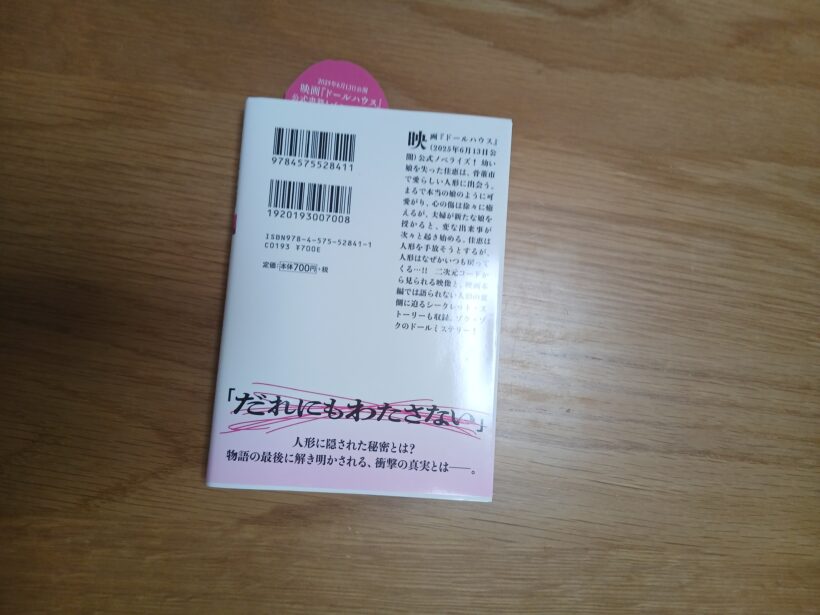 2025年6月13日公開
映画『ドールハウス』
9784575528411
1920193007008
ISBN978-4-575-52841-1
C0193 ¥700E
定価:本体700円+税
映画『ドールハウス』
(2025年6月13日公
開)公式ノベライズ! 幼い
娘を失った佳恵は、骨董市
で愛らしい人形に出会う。
まるで本当の娘のように可
愛がり、心の傷は徐々に癒
えるが、夫婦が新たな娘を
授かると、変な出来事が
次々と起き始める。佳恵は
人形を手放そうとするが、
人形はなぜかいつも戻って
くる…!! 二次元コードか
ら見られる映像と、映画本
編では語られない人形の裏
側に迫るシークレット・ス
トーリーも収録。ゾク×ゾ
クのドールミステリー!
「だれにもわたさない」
人形に隠された秘密とは?
物語の最後に解き明かされる、衝撃の真実とは――。